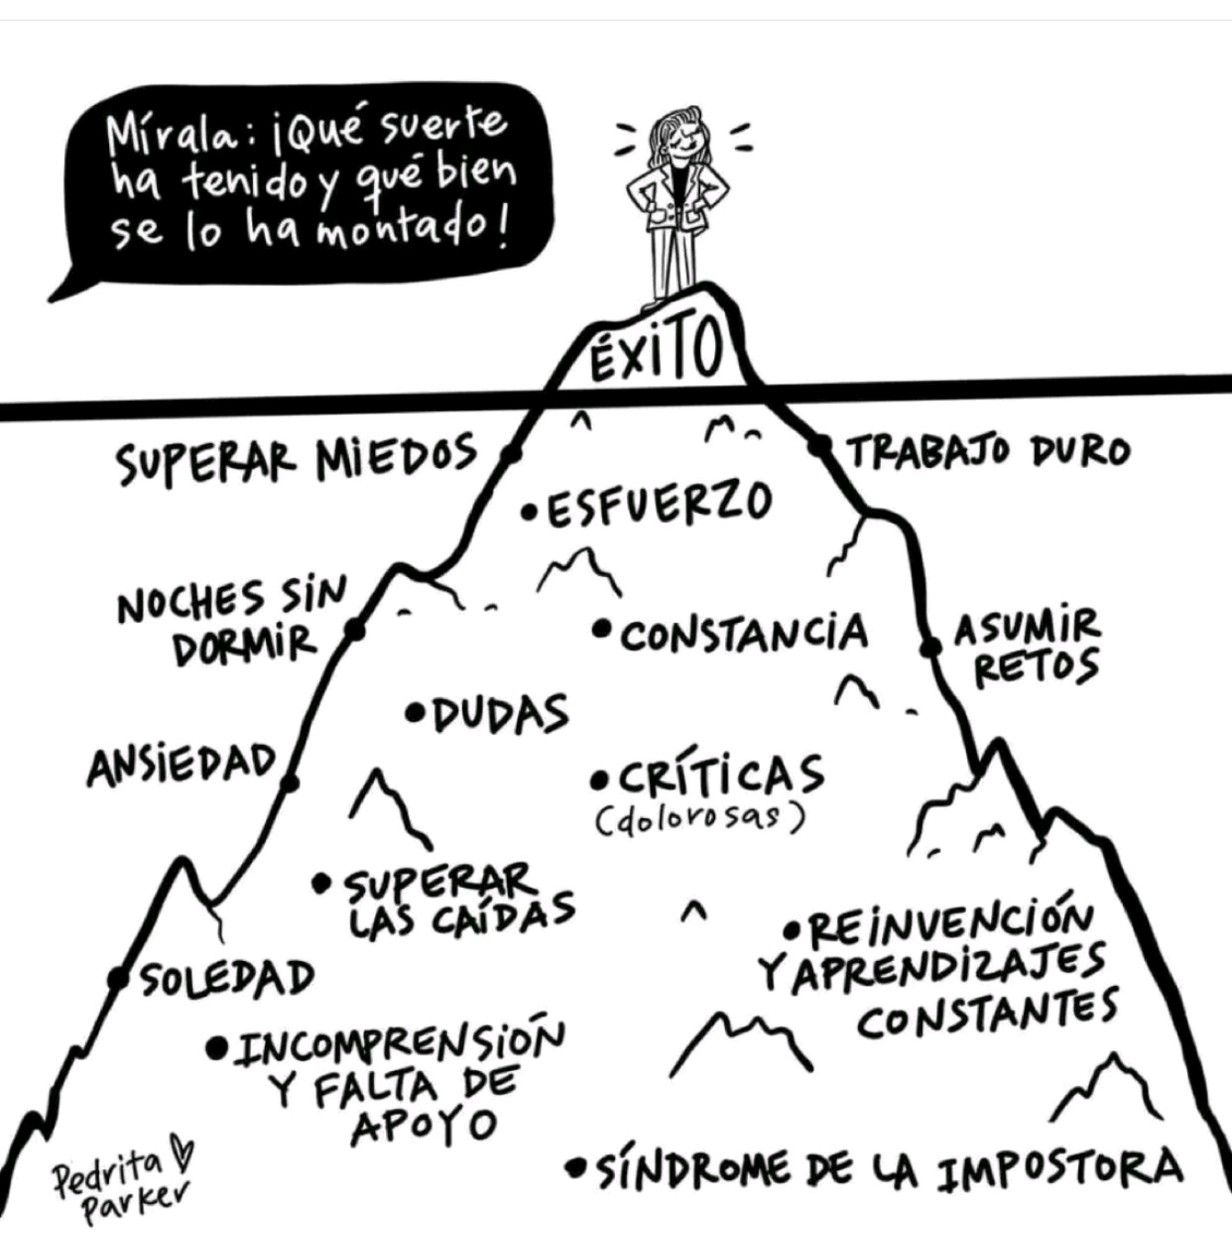 Mírala: ¡Qué suerte
ha tenido y qué bien
se lo ha montado!
ÉXITO
SUPERAR MIEDOS
TRABAJO DURO
•ESFUERZO
NOCHES SIN
DORMIR
•CONSTANCIA
ASUMIR
RETOS
•DUDAS
ANSIEDAD
•CRÍTICAS
(dolorosas)
•SUPERAR
LAS CAÍDAS
•REINVENCIÓN
Y APRENDIZAJES
CONSTANTES
SOLEDAD
•INCOMPRENSIÓN
Y FALTA DE
APOYO
•SÍNDROME DE LA IMPOSTORA
Pedrita
Parker